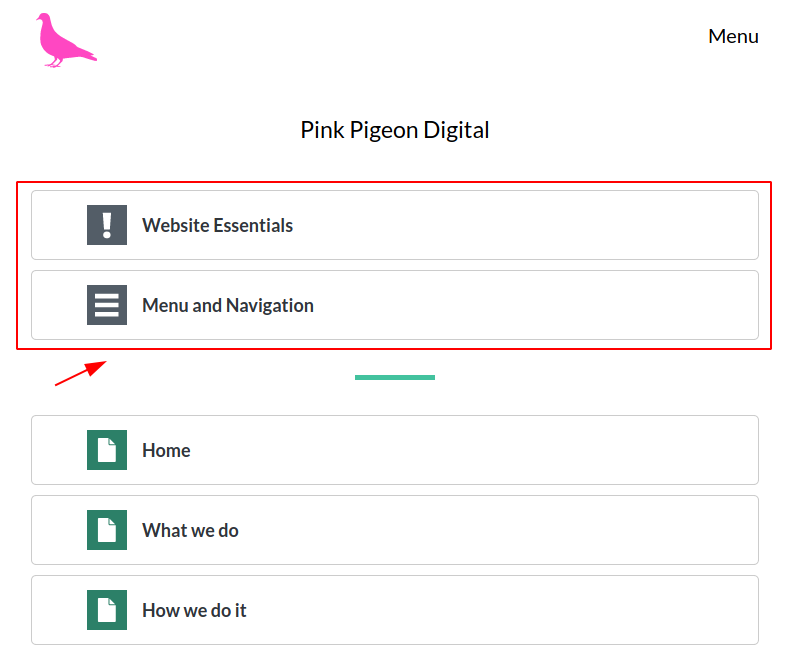 Menu
Pink Pigeon Digital
Website Essentials
Menu and Navigation
Home
What we do
How we do it